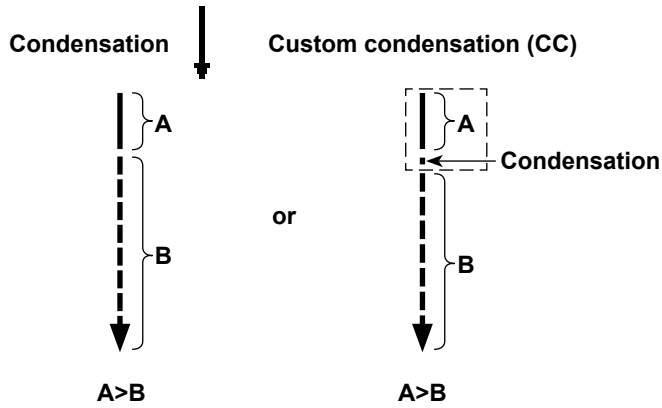 Condensation
Custom condensation (CC)
A
A
Condensation
or
B
B
A>B
A>B